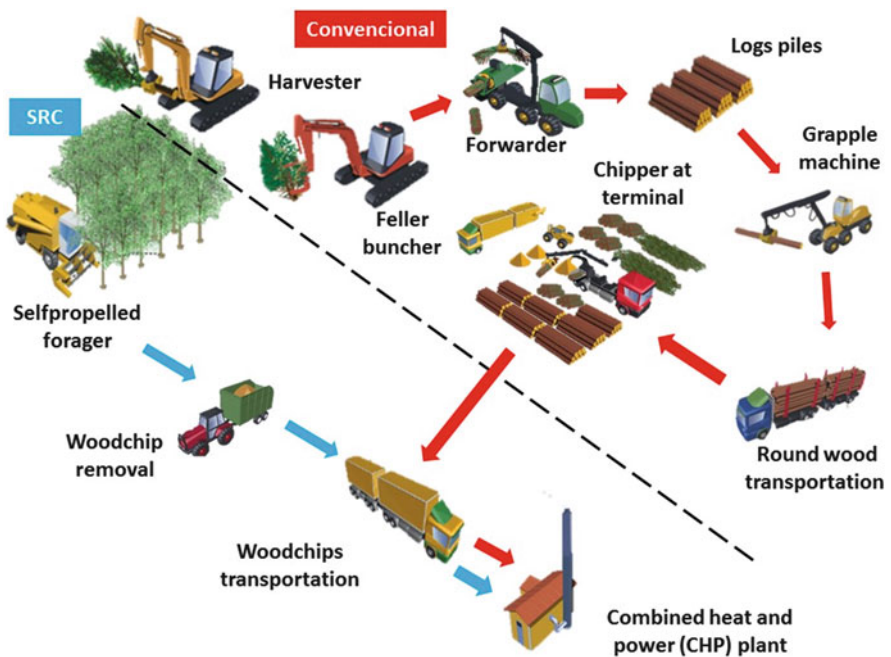 Convencional
Harvester
SRC
Forwarder
Logs piles
Grapple
machine
Feller
buncher
Chipper at
terminal
Selfpropelled
forager
Woodchip
removal
Round wood
transportation
Woodchips
transportation
Combined heat and
power (CHP) plant